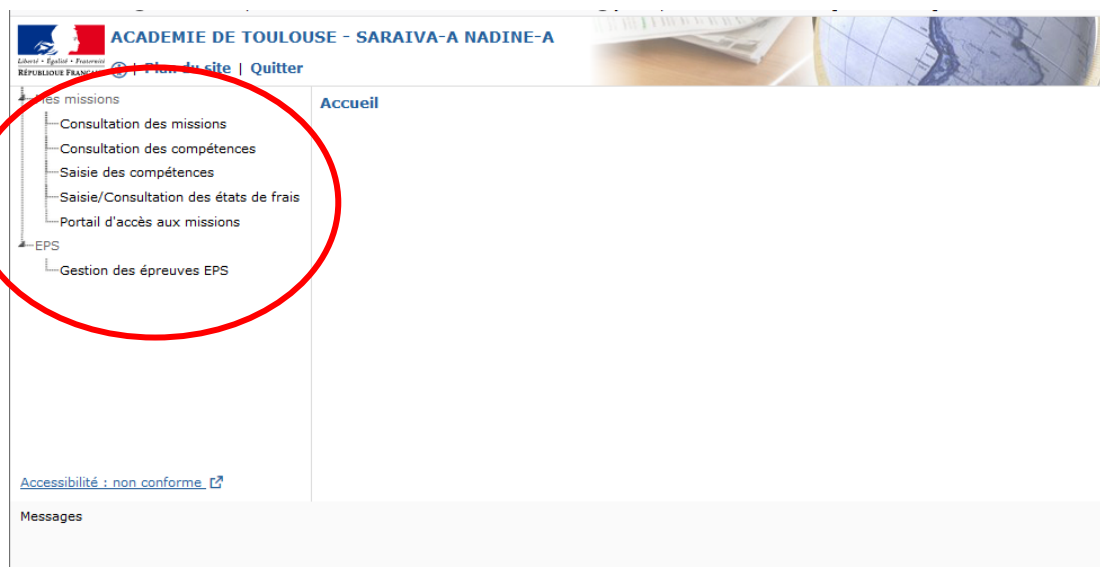 ACADEMIE DE TOULOUSE - SARAIVA-A NADINE-A
Liberté • Égalité • Fraternité
RÉPUBLIQUE FRANÇAISE
| Plan du site | Quitter
Mes missions
Consultation des missions
Consultation des compétences
Saisie des compétences
Saisie/Consultation des états de frais
Portail d'accès aux missions
EPS
Gestion des épreuves EPS
Accueil
Accessibilité : non conforme
Messages